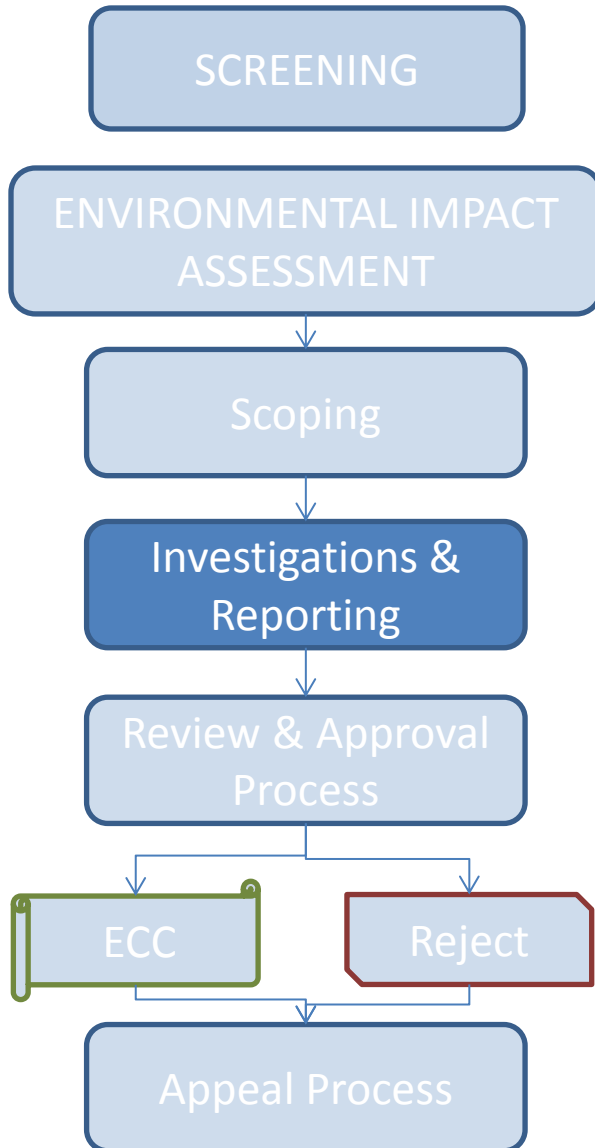 SCREENING
ENVIRONMENTAL IMPACT
ASSESSMENT
Scoping
Investigations &
Reporting
Review & Approval
Process
ECC
Reject
Appeal Process